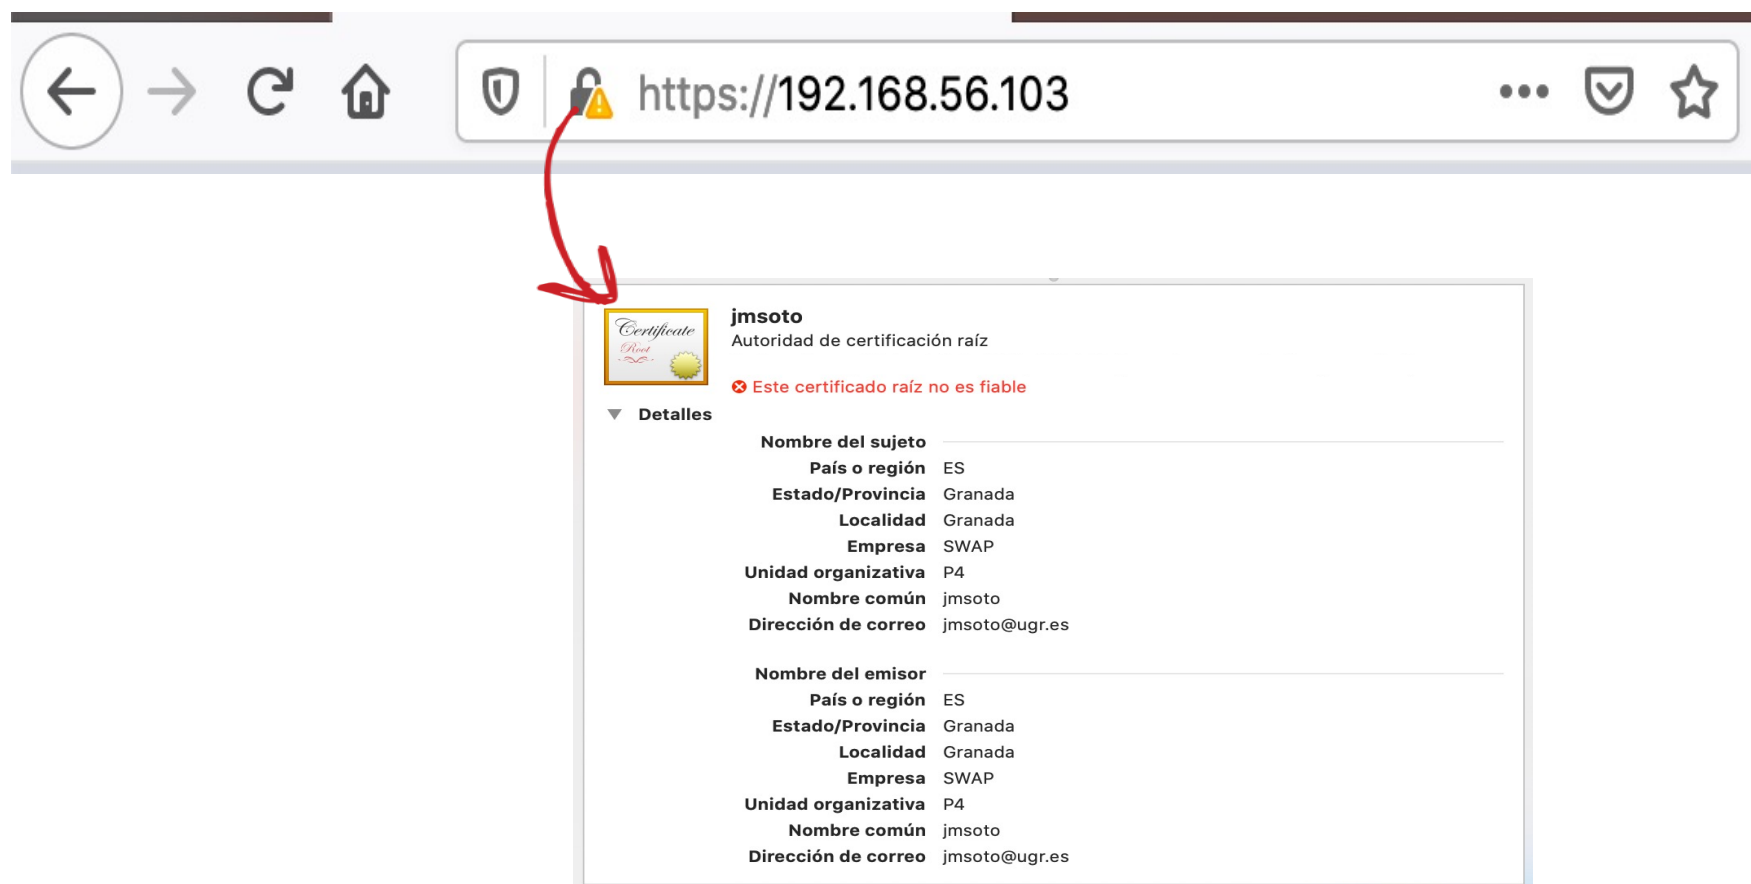 https://192.168.56.103
Certificate
Root
jmsoto
Autoridad de certificación raíz
Este certificado raíz no es fiable
Detalles
Nombre del sujeto
País o región ES
Estado/Provincia Granada
Localidad Granada
Empresa SWAP
Unidad organizativa P4
Nombre común jmsoto
Dirección de correo jmsoto@ugr.es
Nombre del emisor
País o región ES
Estado/Provincia Granada
Localidad Granada
Empresa SWAP
Unidad organizativa P4
Nombre común jmsoto
Dirección de correo jmsoto@ugr.es